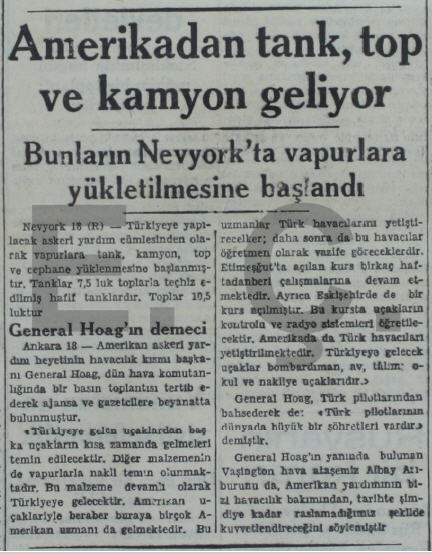 Amerikadan tank, top
ve kamyon geliyor
Bunların Nevyork'ta vapurlara
yükletilmesine başlandı
Nevyork 18 (R) — Türkiyeye yapı-
lacak askerî yardım cümlesinden ola-
rak vapurlara tank, kamyon, top
ve cephane yüklenmesine başlanmış-
tır. Tanklar 7,5 luk toplarla teçhiz e-
dilmiş hafif tanklardır. Toplar 10,5
luktur
General Hoag'ın demeci
Ankara 18 — Amerikan askerî yar-
dım heyetinin havacılık kısmı başka-
nı General Hoag, dün hava komutan-
lığında bir basın toplantısı tertib e-
derek ajansa ve gazetcilere beyanatta
bulunmuştur.
«Türkiyeye gelen uçaklardan baş
ka uçakların kısa zamanda gelmeleri
temin edilecektir. Diğer malzemenin
de vapurlarla nakli temin olunmak-
tadır. Bu malzeme devamlı olarak
Türkiyeye gelecektir. Amerikan u-
çaklariyle beraber buraya birçok A-
merikan uzmanı da gelmektedir. Bu
uzmanlar Türk havacılarını yetişti-
recekler; daha sonra da bu havacılar
öğretmen olarak vazife göreceklerdir.
Etimeşğut'ta açılan kurs birkaç haf-
tadanberi çalışmalarına devam et-
mektedir. Ayrıca Eskişehirde de bir
kurs açılmıştır. Bu kursta uçakların
kontrolu ve radyo sistemleri öğretile-
cektir. Amerikada da Türk havacıları
yetiştirilmektedir. Türkiyeye gelecek
uçaklar bombardıman, av, tâlim; o-
kul ve nakliye uçaklarıdır.»
General Hoag, Türk pilotlarından
bahsederek de: «Türk pilotlarının
dünyada büyük bir şöhretleri vardır.»
demiştir.
General Hoag'ın yanında bulunan
Vaşington hava ataşemiz Albay Arı-
burunu da, Amerikan yardımının bi-
zi havacılık bakımından, tarihte şim-
diye kadar raslamadığımız şekilde
kuvvetlendireceğini söylemiştir